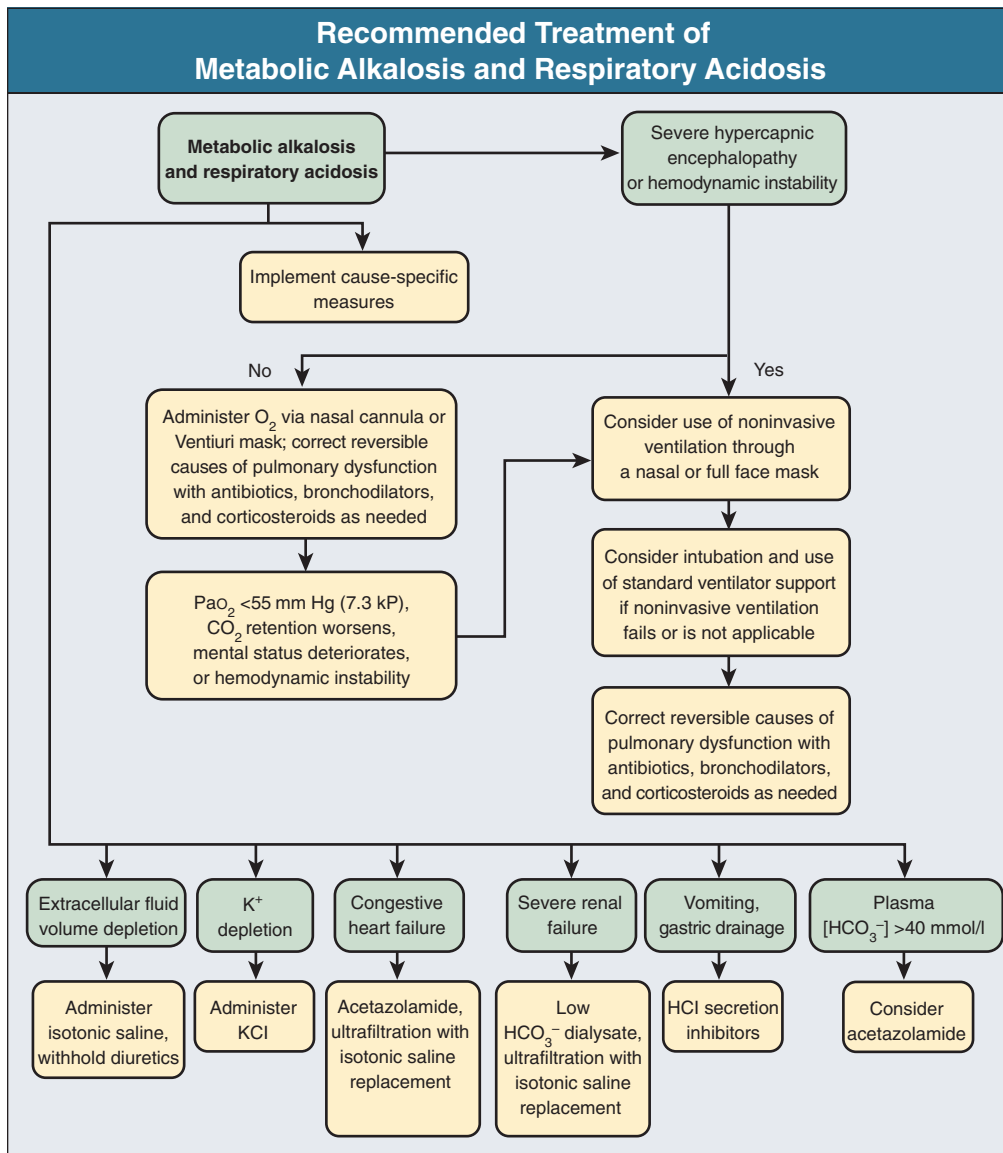 Recommended Treatment of
Metabolic Alkalosis and Respiratory Acidosis
Metabolic alkalosis
and respiratory acidosis
Severe hypercapnic
encephalopathy
or hemodynamic instability
Implement cause-specific
measures
No
Yes
Administer O₂ via nasal cannula or
Ventiuri mask; correct reversible
causes of pulmonary dysfunction
with antibiotics, bronchodilators,
and corticosteroids as needed
Consider use of noninvasive
ventilation through
a nasal or full face mask
PaO₂ <55 mm Hg (7.3 kP),
CO₂ retention worsens,
mental status deteriorates,
or hemodynamic instability
Consider intubation and use
of standard ventilator support
if noninvasive ventilation
fails or is not applicable
Correct reversible causes of
pulmonary dysfunction with
antibiotics, bronchodilators,
and corticosteroids as needed
Extracellular fluid
volume depletion
K⁺
depletion
Congestive
heart failure
Severe renal
failure
Vomiting,
gastric drainage
Plasma
[HCO₃⁻] >40 mmol/l
Administer
isotonic saline,
withhold diuretics
Administer
KCl
Acetazolamide,
ultrafiltration with
isotonic saline
replacement
Low
HCO₃⁻ dialysate,
ultrafiltration with
isotonic saline
replacement
HCl secretion
inhibitors
Consider
acetazolamide